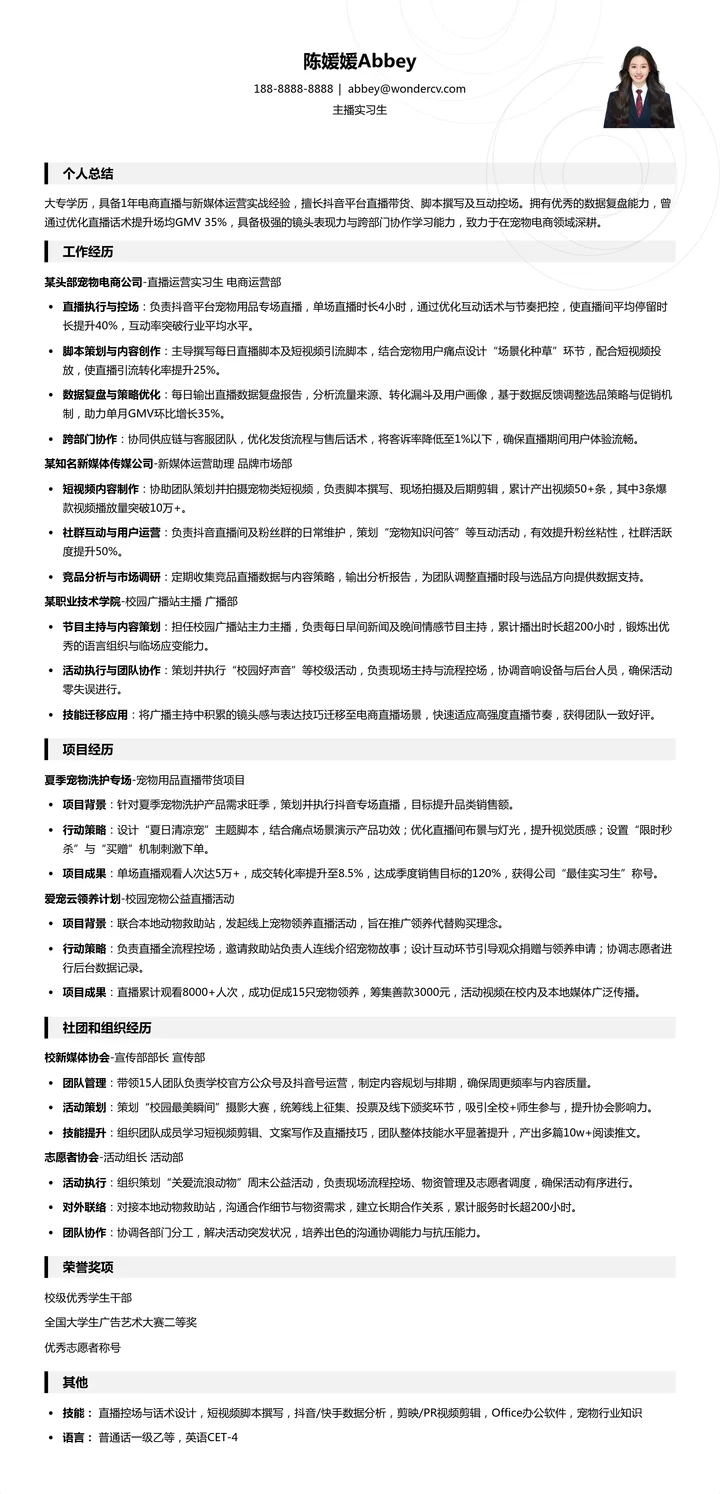 陈媛媛Abbey
188-8888-8888 | abbey@wondercv.com
主播实习生
个人总结
大专学历，具备1年电商直播与新媒体运营实战经验，擅长抖音平台直播带货、脚本撰写及互动控场。拥有优秀的数据复盘能力，曾
通过优化直播话术提升场均GMV 35%，具备极强的镜头表现力与跨部门协作学习能力，致力于在宠物电商领域深耕。
工作经历
某头部宠物电商公司-直播运营实习生 电商运营部
• 直播执行与控场：负责抖音平台宠物用品专场直播，单场直播时长4小时，通过优化互动话术与节奏把控，使直播间平均停留时
长提升40%，互动率突破行业平均水平。
• 脚本策划与内容创作：主导撰写每日直播脚本及短视频引流脚本，结合宠物用户痛点设计“场景化种草”环节，配合短视频投
放，使直播引流转化率提升25%。
• 数据复盘与策略优化：每日输出直播数据复盘报告，分析流量来源、转化漏斗及用户画像，基于数据反馈调整选品策略与促销机
制，助力单月GMV环比增长35%。
• 跨部门协作：协同供应链与客服团队，优化发货流程与售后话术，将客诉率降低至1%以下，确保直播期间用户体验流畅。
某知名新媒体传媒公司-新媒体运营助理 品牌市场部
• 短视频内容制作：协助团队策划并拍摄宠物类短视频，负责脚本撰写、现场拍摄及后期剪辑，累计产出视频50+条，其中3条爆
款视频播放量突破10万+。
• 社群互动与用户运营：负责抖音直播间及粉丝群的日常维护，策划“宠物知识问答”等互动活动，有效提升粉丝粘性，社群活跃
度提升50%。
• 竞品分析与市场调研：定期收集竞品直播数据与内容策略，输出分析报告，为团队调整直播时段与选品方向提供数据支持。
某职业技术学院-校园广播站主播 广播部
• 节目主持与内容策划：担任校园广播站主力主播，负责每日早间新闻及晚间情感节目主持，累计播出时长超200小时，锻炼出优
秀的语言组织与临场应变能力。
• 活动执行与团队协作：策划并执行“校园好声音”等校级活动，负责现场主持与流程控场，协调音响设备与后台人员，确保活动
零失误进行。
• 技能迁移应用：将广播主持中积累的镜头感与表达技巧迁移至电商直播场景，快速适应高强度直播节奏，获得团队一致好评。
项目经历
夏季宠物洗护专场-宠物用品直播带货项目
• 项目背景：针对夏季宠物洗护产品需求旺季，策划并执行抖音专场直播，目标提升品类销售额。
• 行动策略：设计“夏日清凉宠”主题脚本，结合痛点场景演示产品功效；优化直播间布景与灯光，提升视觉质感；设置“限时秒
杀”与“买赠”机制刺激下单。
• 项目成果：单场直播观看人次达5万+，成交转化率提升至8.5%，达成季度销售目标的120%，获得公司“最佳实习生”称号。
爱宠云领养计划-校园宠物公益直播活动
• 项目背景：联合本地动物救助站，发起线上宠物领养直播活动，旨在推广领养代替购买理念。
• 行动策略：负责直播全流程控场，邀请救助站负责人连线介绍宠物故事；设计互动环节引导观众捐赠与领养申请；协调志愿者进
行后台数据记录。
• 项目成果：直播累计观看8000+人次，成功促成15只宠物领养，筹集善款3000元，活动视频在校内及本地媒体广泛传播。
社团和组织经历
校新媒体协会-宣传部部长 宣传部
• 团队管理：带领15人团队负责学校官方公众号及抖音号运营，制定内容规划与排期，确保周更频率与内容质量。
• 活动策划：策划“校园最美瞬间”摄影大赛，统筹线上征集、投票及线下颁奖环节，吸引全校+师生参与，提升协会影响力。
• 技能提升：组织团队成员学习短视频剪辑、文案写作及直播技巧，团队整体技能水平显著提升，产出多篇10w+阅读推文。
志愿者协会-活动组长 活动部
• 活动执行：组织策划“关爱流浪动物”周末公益活动，负责现场流程控场、物资管理及志愿者调度，确保活动有序进行。
• 对外联络：对接本地动物救助站，沟通合作细节与物资需求，建立长期合作关系，累计服务时长超200小时。
• 团队协作：协调各部门分工，解决活动突发状况，培养出色的沟通协调能力与抗压能力。
荣誉奖项
校级优秀学生干部
全国大学生广告艺术大赛二等奖
优秀志愿者称号
其他
• 技能： 直播控场与话术设计，短视频脚本撰写，抖音/快手数据分析，剪映/PR视频剪辑，Office办公软件，宠物行业知识
• 语言： 普通话一级乙等，英语CET-4